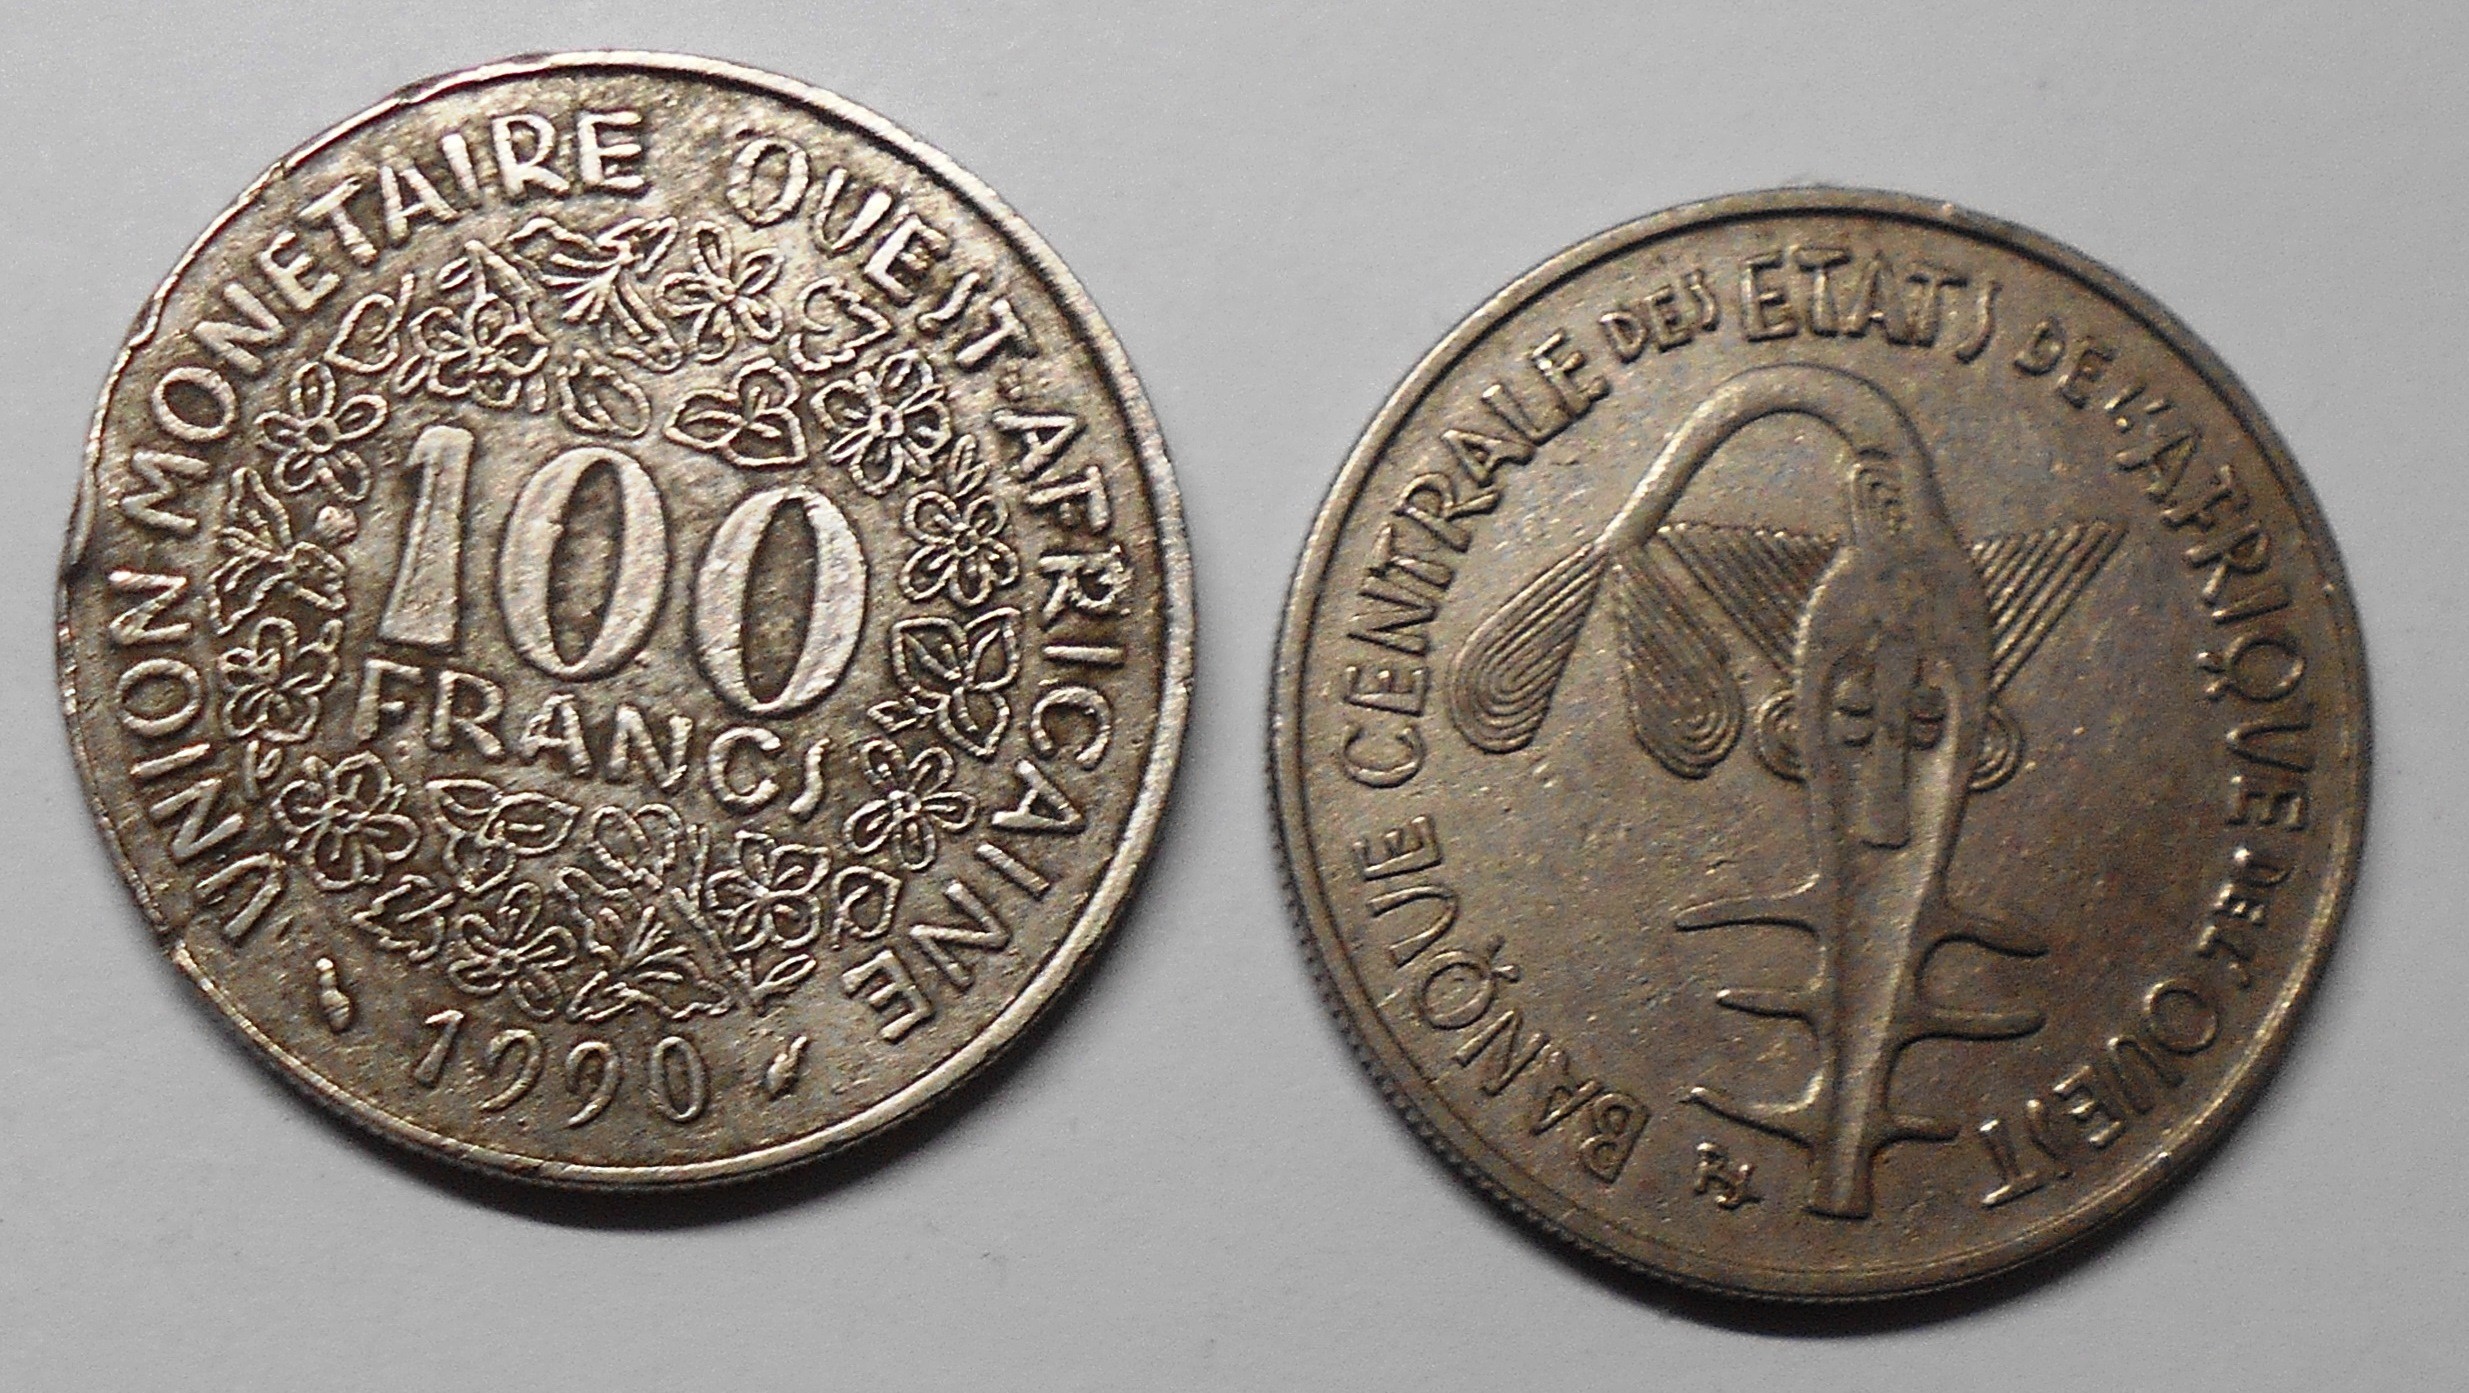 UNION MONETAIRE OUEST-AFRICAINE
100
FRANCS
1990
BANQUE CENTRALE DES ETATS DE L'AFRIQUE DE L'OUEST